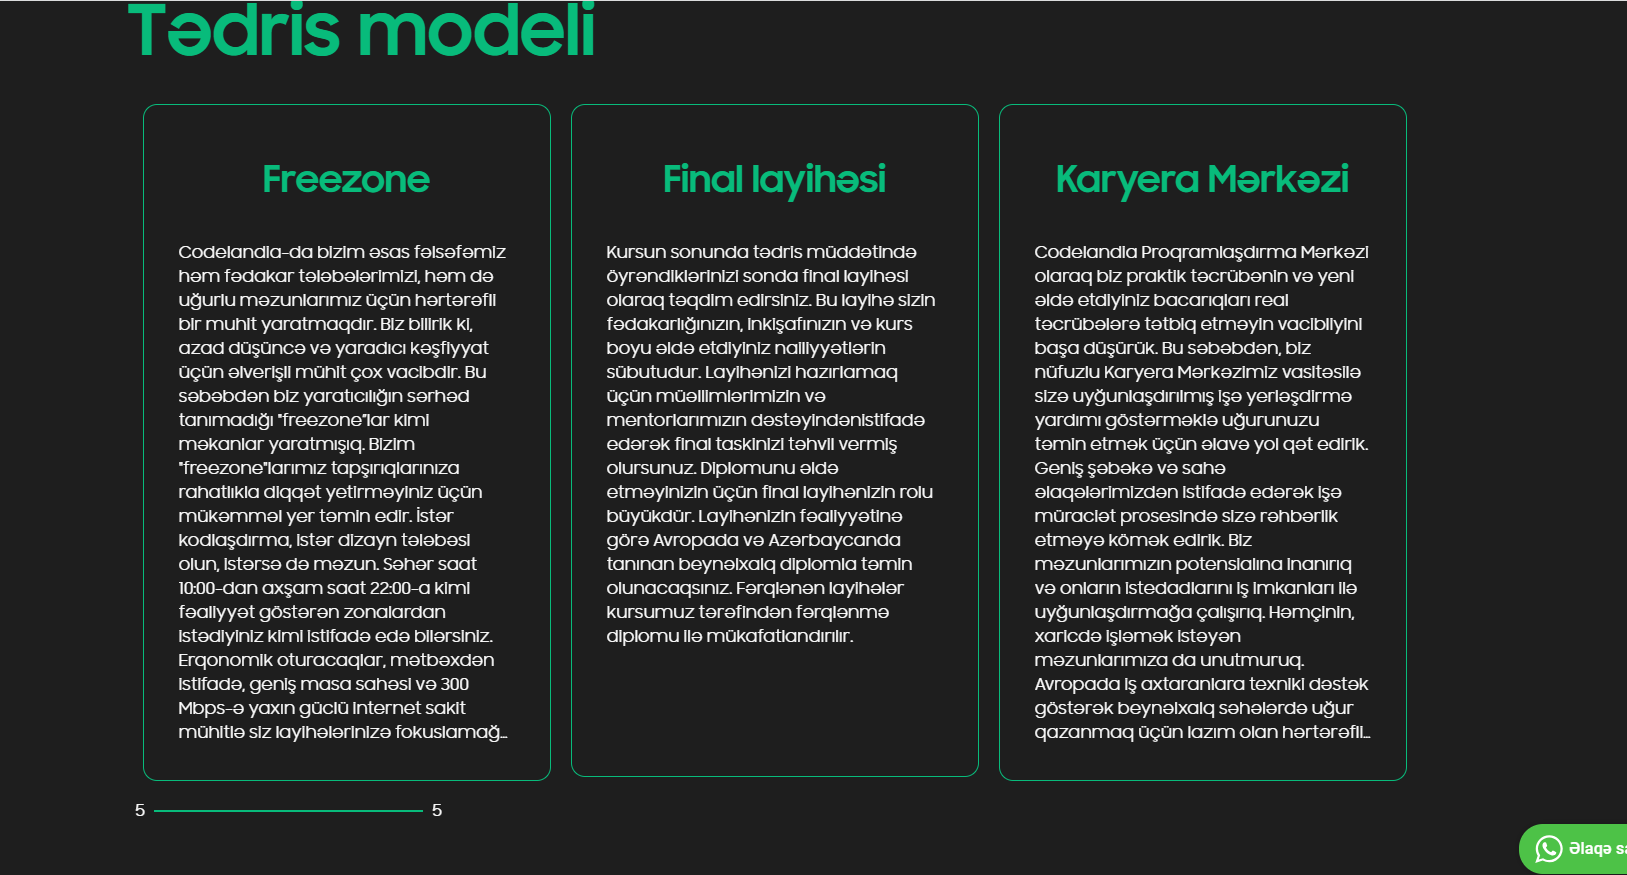 Tədris modeli
Freezone
Codelandia-da bizim əsas fəlsəfəmiz
həm fədakar tələbələrimizi, həm də
uğurlu məzunlarımız üçün hərtərəfli
bir muhit yaratmaqdır. Biz bilirik ki,
azad düşüncə və yaradıcı kəşfiyyat
üçün əlverişli mühit çox vacibdir. Bu
səbəbdən biz yaratıcılığın sərhəd
tanımadığı "freezone"lar kimi
məkanlar yaratmışıq. Bizim
"freezone"larımız tapşırıqlarınıza
rahatlıkla diqqət yetirməyiniz üçün
mükəmməl yer təmin edir. İstər
kodlaşdırma, istər dizayn tələbəsi
olun, istərsə də məzun. Səhər saat
10:00-dan axşam saat 22:00-a kimi
fəaliyyət göstərən zonalardan
istədiyiniz kimi istifadə edə bilərsiniz.
Erqonomik oturacaqlar, mətbəxdən
istifadə, geniş masa sahəsi və 300
Mbps-ə yaxın güclü internet sakit
mühitlə siz layihələrinizə fokuslamağ...
Final layihəsi
Kursun sonunda tədris müddətində
öyrəndiklərinizi sonda final layihəsi
olaraq təqdim edirsiniz. Bu layihə sizin
fədakarlığınızın, inkişafınızın və kurs
boyu əldə etdiyiniz nailiyyətlərin
sübutudur. Layihənizi hazırlamaq
üçün müəllimlərimizin və
mentorlarımızın dəstəyindənistifadə
edərək final taskinizi təhvil vermiş
olursunuz. Diplomunu əldə
etməyinizin üçün final layihənizin rolu
büyükdür. Layihənizin fəaliyyətinə
görə Avropada və Azərbaycanda
tanınan beynəlxalq diplomla təmin
olunacaqsınız. Fərqlənən layihələr
kursumuz tərəfindən fərqlənmə
diplomu ilə mükafatlandırılır.
Karyera Mərkəzi
Codelandia Proqramlaşdırma Mərkəzi
olaraq biz praktik təcrübənin və yeni
əldə etdiyiniz bacarıqları real
təcrübələrə tətbiq etməyin vacibliyini
başa düşürük. Bu səbəbdən, biz
nüfuzlu Karyera Mərkəzimiz vasitəsilə
sizə uyğunlaşdırılmış işə yerləşdirmə
yardımı göstərməklə uğurunuzu
təmin etmək üçün əlavə yol qət edirik.
Geniş şəbəkə və sahə
əlaqələrimizdən istifadə edərək işə
müraciət prosesində sizə rəhbərlik
etməyə kömək edirik. Biz
məzunlarımızın potensialına inanırıq
və onların istedadlarını iş imkanları ilə
uyğunlaşdırmağa çalışırıq. Həmçinin,
xaricdə işləmək istəyən
məzunlarımıza da unutmuruq.
Avropada iş axtaranlara texniki dəstək
göstərək beynəlxalq səhələrdə uğur
qazanmaq üçün lazım olan hərtərəfli...
5 5
Əlaqə sa